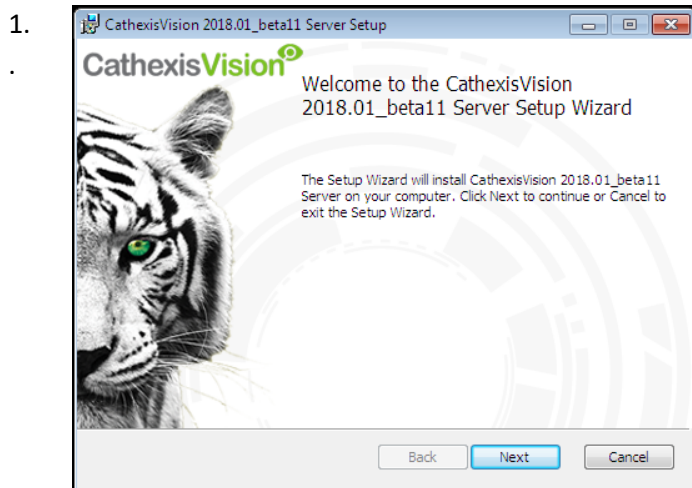 1.
.
CathexisVision 2018.01_beta11 Server Setup
CathexisVision
Welcome to the CathexisVision
2018.01_beta11 Server Setup Wizard
The Setup Wizard will install CathexisVision 2018.01_beta11
Server on your computer. Click Next to continue or Cancel to
exit the Setup Wizard.
Back Next Cancel